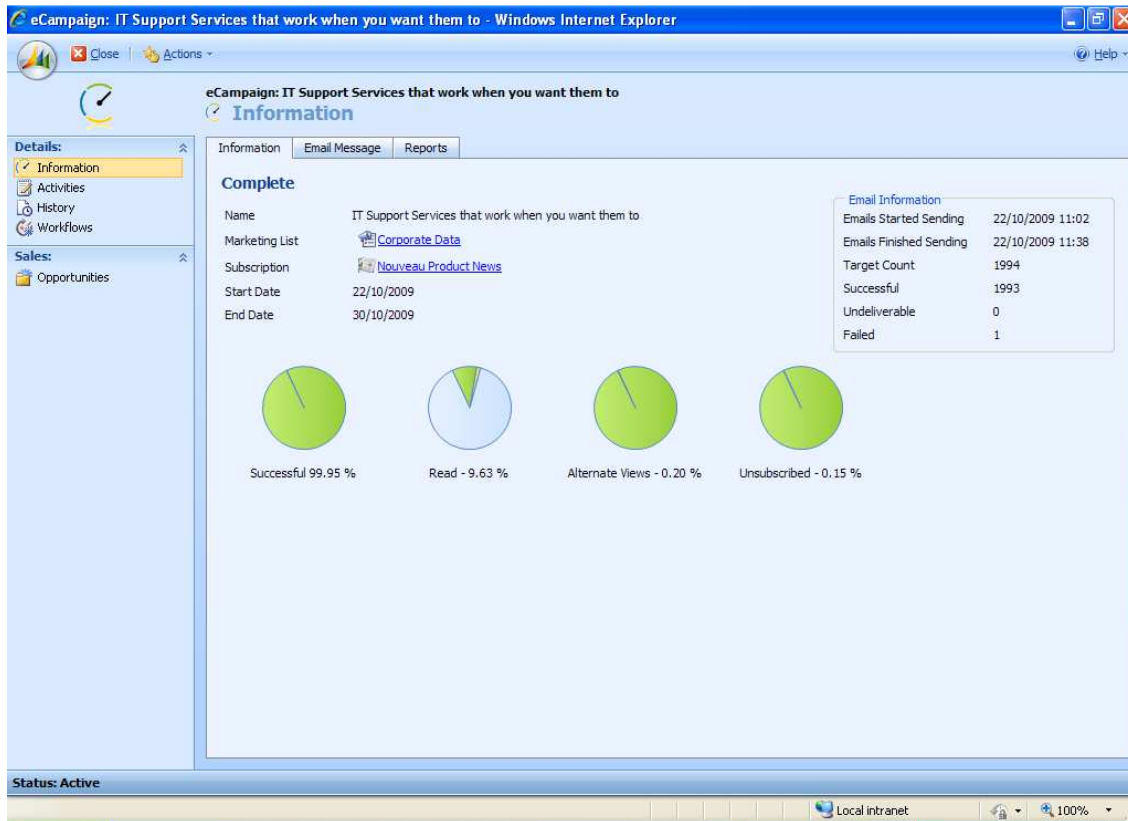 eCampaign: IT Support Services that work when you want them to - Windows Internet Explorer
Close Actions Help
eCampaign: IT Support Services that work when you want them to
Information
Details:
Information
Activities
History
Workflows
Sales:
Opportunities
Information Email Message Reports
Complete
Name IT Support Services that work when you want them to
Marketing List Corporate Data
Subscription Nouveau Product News
Start Date 22/10/2009
End Date 30/10/2009
Email Information
Emails Started Sending 22/10/2009 11:02
Emails Finished Sending 22/10/2009 11:38
Target Count 1994
Successful 1993
Undeliverable 0
Failed 1
Successful 99.95 % Read - 9.63 % Alternate Views - 0.20 % Unsubscribed - 0.15 %
Status: Active
Local intranet 100%